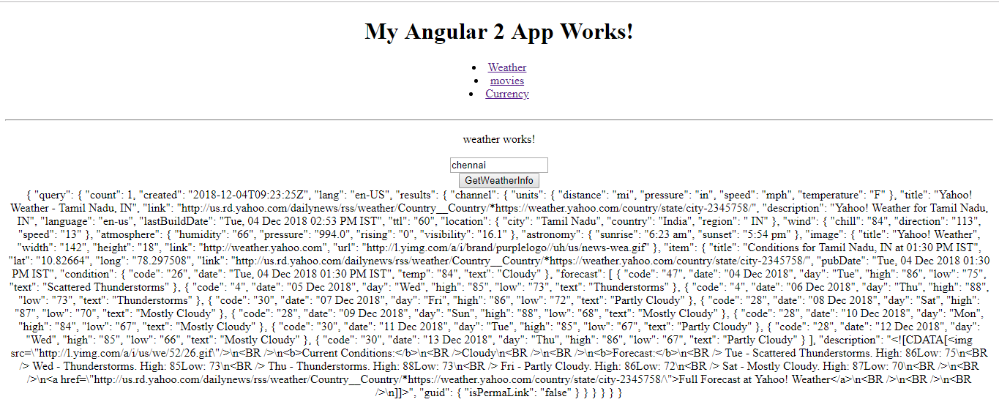 My Angular 2 App Works!
Weather
movies
Currency
weather works!
chennai
GetWeatherInfo
{ "query": { "count": 1, "created": "2018-12-04T09:23:25Z", "lang": "en-US", "results": { "channel": { "units": { "distance": "mi", "pressure": "in", "speed": "mph", "temperature": "F" }, "title": "Yahoo!
Weather - Tamil Nadu, IN", "link": "http://us.rd.yahoo.com/dailynews/rss/weather/Country__Country/*https://weather.yahoo.com/country/state/city-2345758/", "description": "Yahoo! Weather for Tamil Nadu,
IN", "language": "en-us", "lastBuildDate": "Tue, 04 Dec 2018 02:53 PM IST", "ttl": "60", "location": { "city": "Tamil Nadu", "country": "India", "region": " IN" }, "wind": { "chill": "84", "direction": "113",
"speed": "13" }, "atmosphere": { "humidity": "66", "pressure": "994.0", "rising": "0", "visibility": "16.1" }, "astronomy": { "sunrise": "6:23 am", "sunset": "5:54 pm" }, "image": { "title": "Yahoo! Weather",
"width": "142", "height": "18", "link": "http://weather.yahoo.com", "url": "http://l.yimg.com/a/i/brand/purplelogo//uh/us/news-wea.gif" }, "item": { "title": "Conditions for Tamil Nadu, IN at 01:30 PM IST",
"lat": "10.82664", "long": "78.297508", "link": "http://us.rd.yahoo.com/dailynews/rss/weather/Country__Country/*https://weather.yahoo.com/country/state/city-2345758/", "pubDate": "Tue, 04 Dec 2018 01:30
PM IST", "condition": { "code": "26", "date": "Tue, 04 Dec 2018 01:30 PM IST", "temp": "84", "text": "Cloudy" }, "forecast": [ { "code": "47", "date": "04 Dec 2018", "day": "Tue", "high": "86", "low": "75",
"text": "Scattered Thunderstorms" }, { "code": "4", "date": "05 Dec 2018", "day": "Wed", "high": "85", "low": "73", "text": "Thunderstorms" }, { "code": "4", "date": "06 Dec 2018", "day": "Thu", "high": "88",
"low": "73", "text": "Thunderstorms" }, { "code": "30", "date": "07 Dec 2018", "day": "Fri", "high": "86", "low": "72", "text": "Partly Cloudy" }, { "code": "28", "date": "08 Dec 2018", "day": "Sat", "high":
"87", "low": "70", "text": "Mostly Cloudy" }, { "code": "28", "date": "09 Dec 2018", "day": "Sun", "high": "88", "low": "68", "text": "Mostly Cloudy" }, { "code": "28", "date": "10 Dec 2018", "day": "Mon",
"high": "84", "low": "67", "text": "Mostly Cloudy" }, { "code": "30", "date": "11 Dec 2018", "day": "Tue", "high": "85", "low": "67", "text": "Partly Cloudy" }, { "code": "28", "date": "12 Dec 2018", "day":
"Wed", "high": "85", "low": "66", "text": "Mostly Cloudy" }, { "code": "30", "date": "13 Dec 2018", "day": "Thu", "high": "86", "low": "67", "text": "Partly Cloudy" } ], "description": "<![CDATA[<img
src=\"http://l.yimg.com/a/i/us/we/52/26.gif\"/>\n<BR />\n<b>Current Conditions:</b>\n<BR />Cloudy\n<BR />\n<BR />\n<b>Forecast:</b>\n<BR /> Tue - Scattered Thunderstorms. High: 86Low: 75\n<BR
/> Wed - Thunderstorms. High: 85Low: 73\n<BR /> Thu - Thunderstorms. High: 88Low: 73\n<BR /> Fri - Partly Cloudy. High: 86Low: 72\n<BR /> Sat - Mostly Cloudy. High: 87Low: 70\n<BR />\n<BR
/>\n<a href=\"http://us.rd.yahoo.com/dailynews/rss/weather/Country__Country/*https://weather.yahoo.com/country/state/city-2345758/\">Full Forecast at Yahoo! Weather</a>\n<BR />\n<BR />\n<BR
/>\n]]>", "guid": { "isPermaLink": "false" } } } } } }